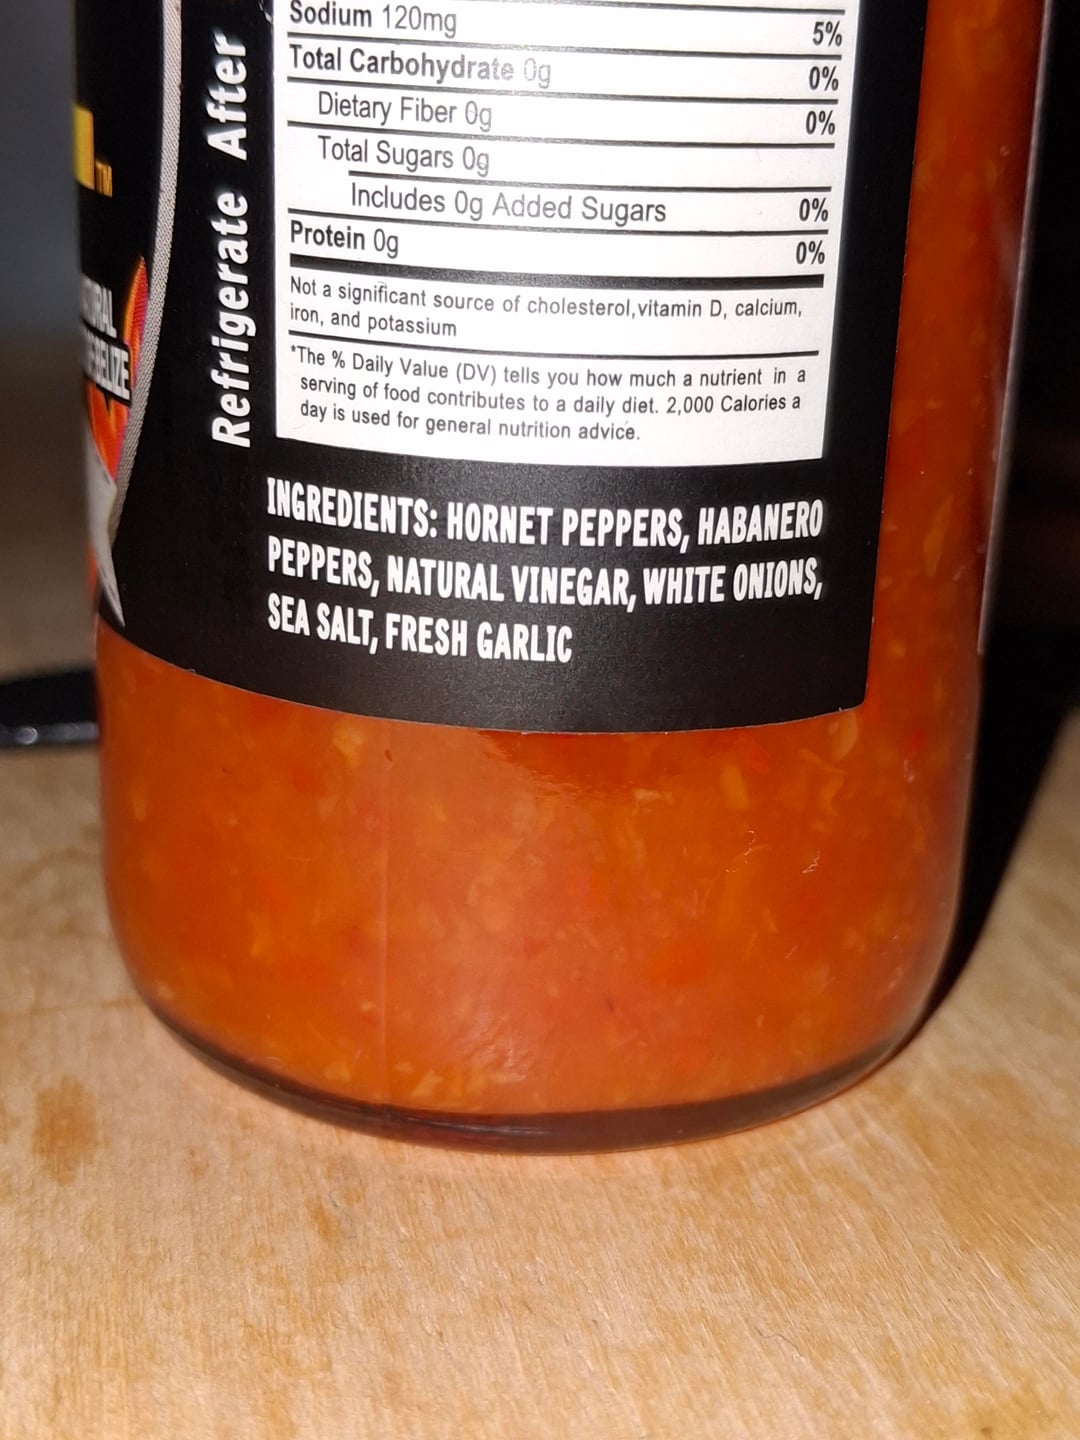 Sodium 120mg 5%
Total Carbohydrate 0g 0%
Dietary Fiber 0g 0%
Total Sugars 0g
Includes 0g Added Sugars 0%
Protein 0g 0%
Not a significant source of cholesterol,vitamin D, calcium,
iron, and potassium
*The % Daily Value (DV) tells you how much a nutrient in a
serving of food contributes to a daily diet. 2,000 Calories a
day is used for general nutrition advice.
INGREDIENTS: HORNET PEPPERS, HABANERO
PEPPERS, NATURAL VINEGAR, WHITE ONIONS,
SEA SALT, FRESH GARLIC
Refrigerate After
TM
BELIZE